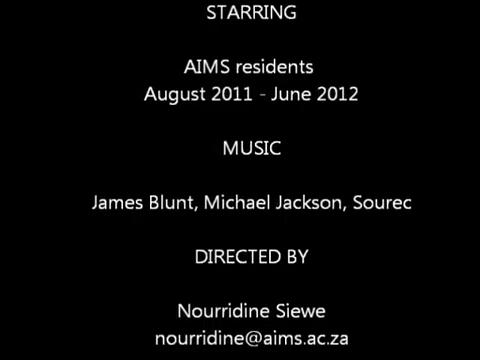 STARRING
AIMS residents
August 2011 - June 2012
MUSIC
James Blunt, Michael Jackson, Sourec
DIRECTED BY
Nourridine Siewe
nourridine@aims.ac.za